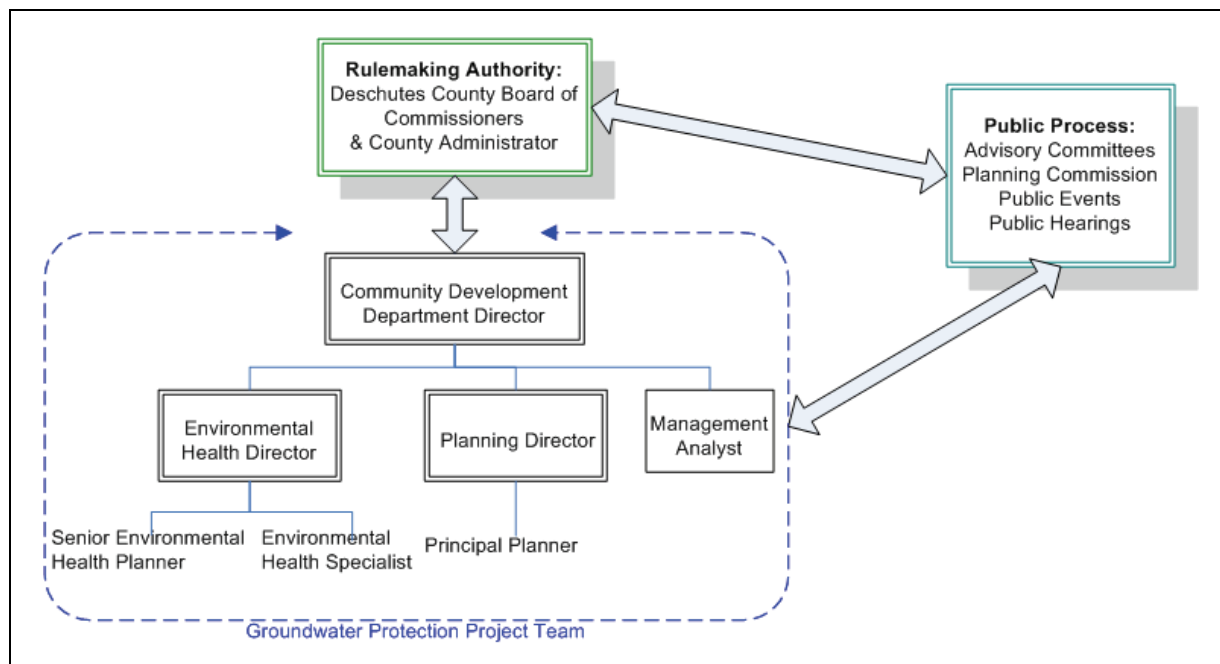 Rulemaking Authority:
Deschutes County Board of
Commissioners
& County Administrator
Public Process:
Advisory Committees
Planning Commission
Public Events
Public Hearings
Community Development
Department Director
Environmental
Health Director
Planning Director
Management
Analyst
Senior Environmental
Health Planner
Environmental
Health Specialist
Principal Planner
Groundwater Protection Project Team